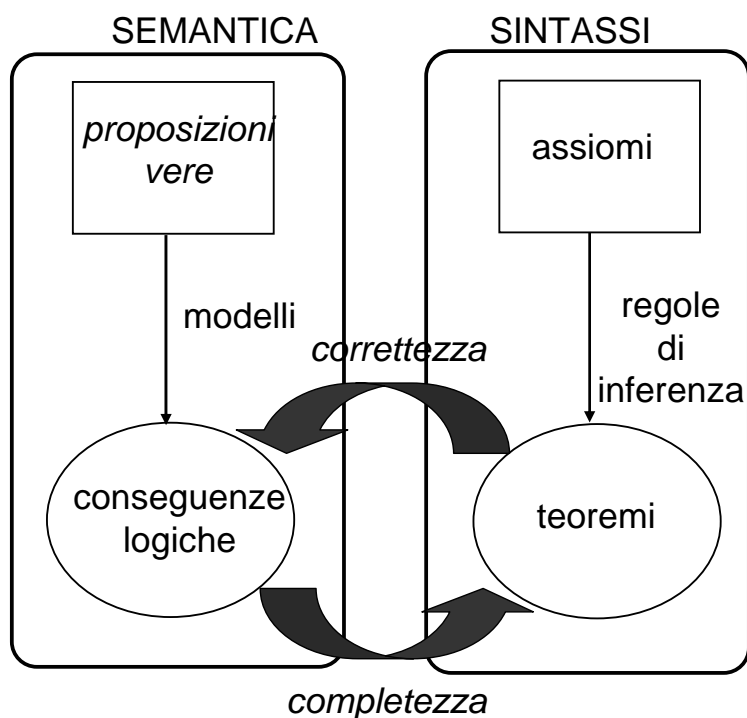 SEMANTICA
SINTASSI
proposizioni
vere
assiomi
modelli
regole
di
inferenza
correttezza
conseguenze
logiche
teoremi
completezza